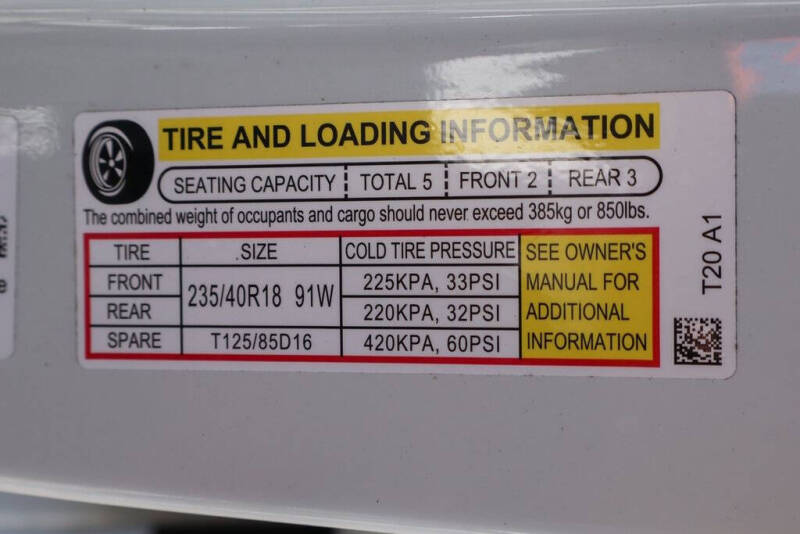 TIRE AND LOADING INFORMATION
SEATING CAPACITY TOTAL 5 FRONT 2 REAR 3
The combined weight of occupants and cargo should never exceed 385kg or 850lbs.
TIRE SIZE COLD TIRE PRESSURE
FRONT 235/40R18 91W 225KPA, 33PSI
REAR 220KPA, 32PSI
SPARE T125/85D16 420KPA, 60PSI
SEE OWNER'S
MANUAL FOR
ADDITIONAL
INFORMATION
T20 A1